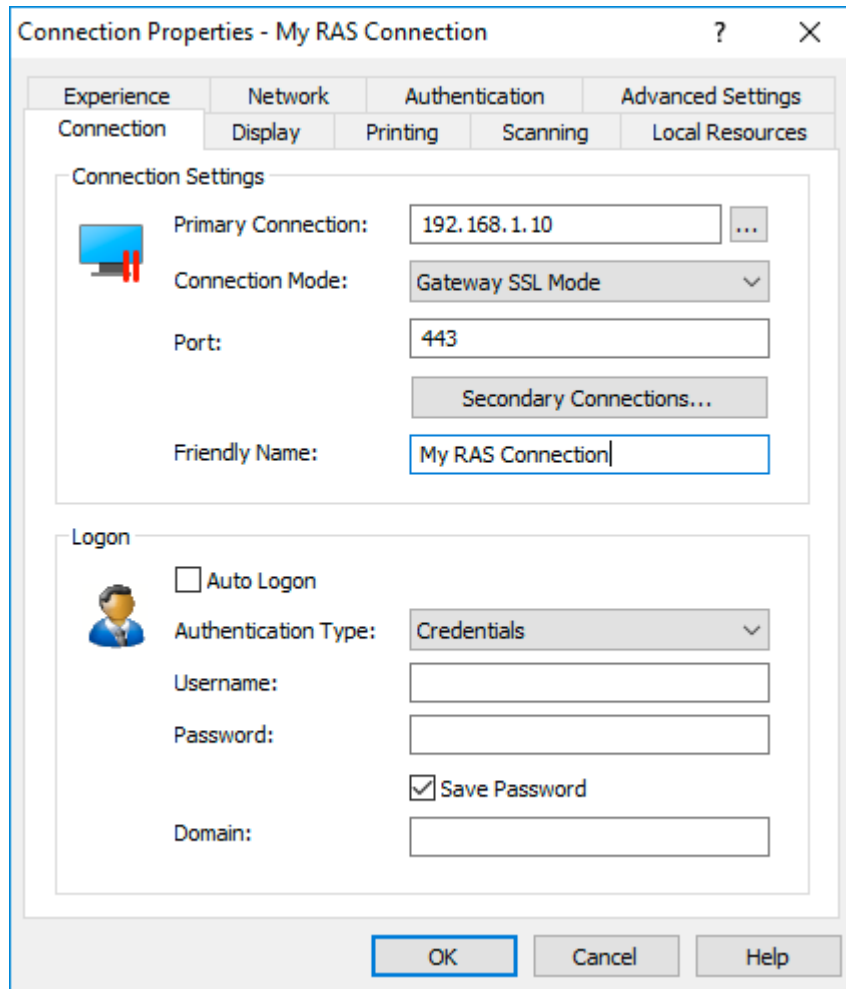 Connection Properties - My RAS Connection ? ×
Experience Network Authentication Advanced Settings
Connection Display Printing Scanning Local Resources
Connection Settings
Primary Connection: 192.168.1.10 ...
Connection Mode: Gateway SSL Mode
Port: 443
Secondary Connections...
Friendly Name: My RAS Connection
Logon
Auto Logon
Authentication Type: Credentials
Username:
Password:
Save Password
Domain:
OK Cancel Help